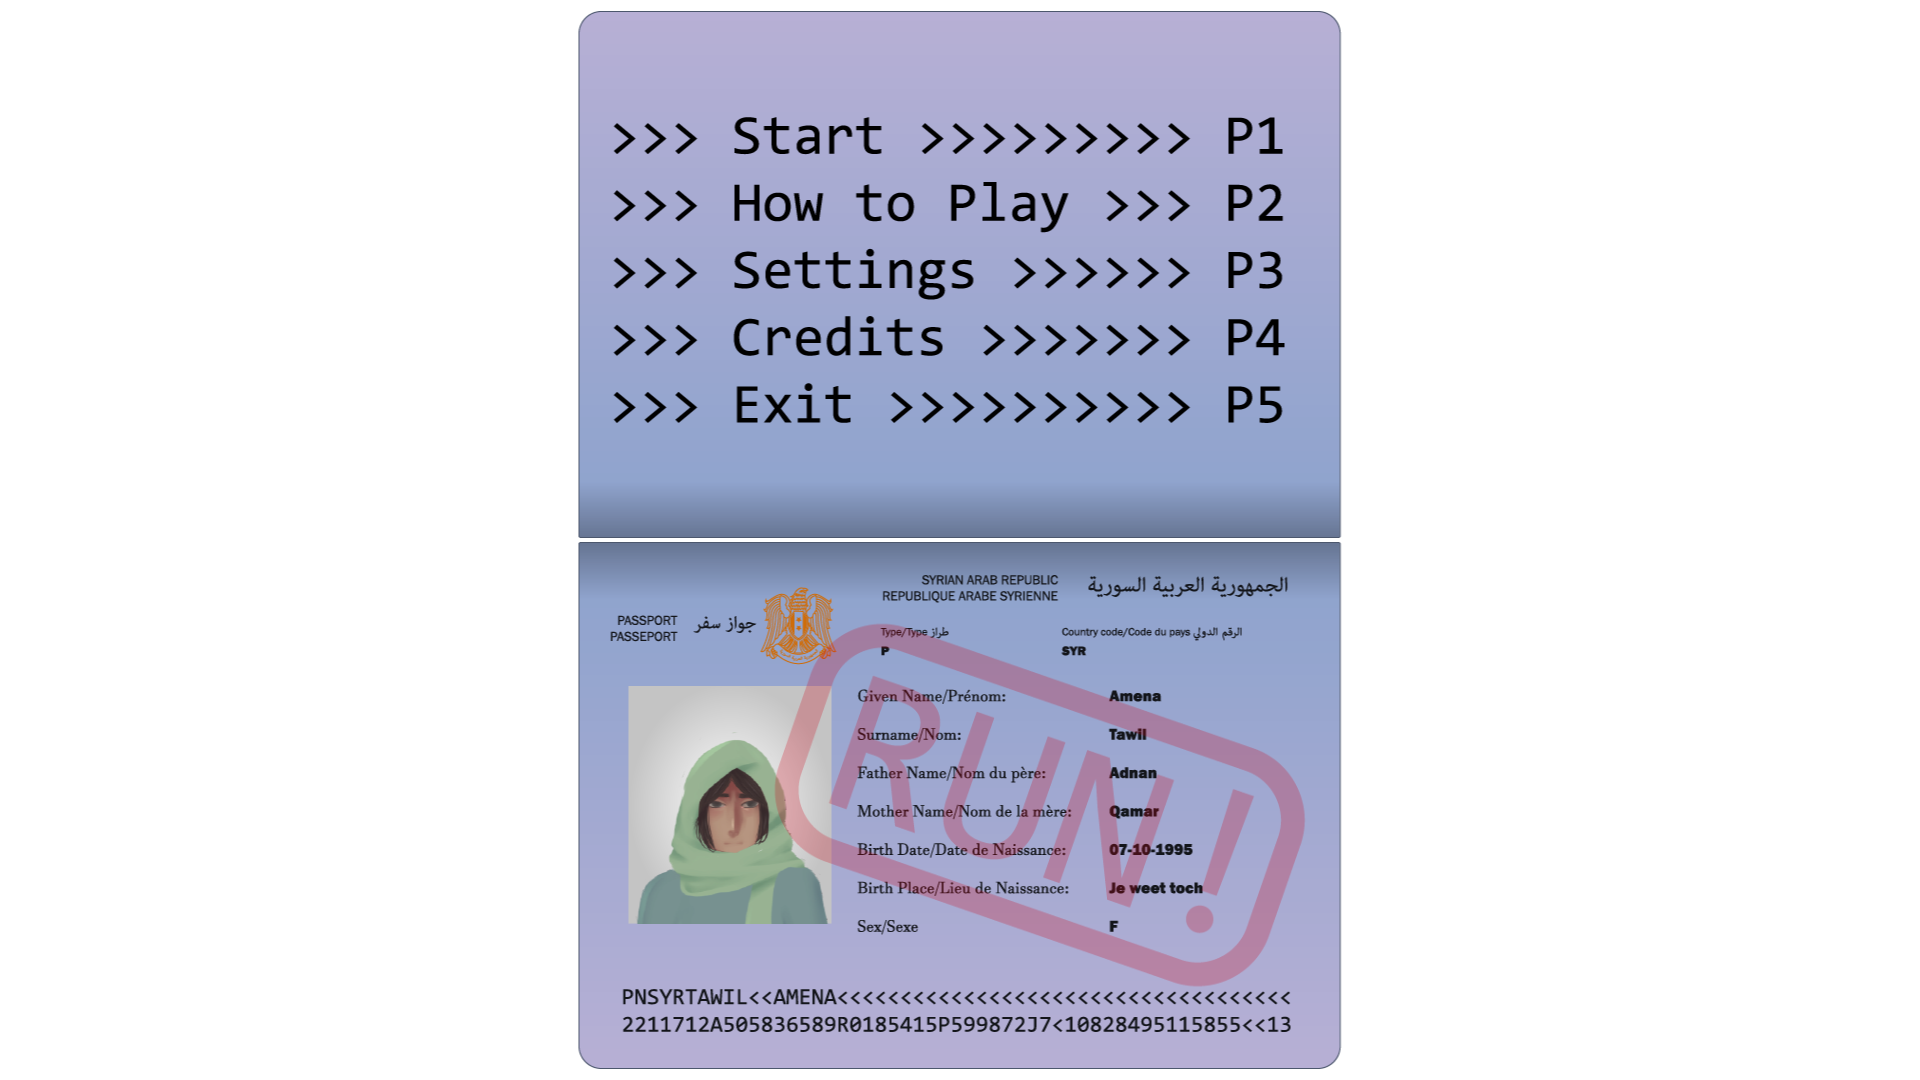 >>> Start >>>>>>>>> P1
>>> How to Play >>> P2
>>> Settings >>>>>> P3
>>> Credits >>>>>>> P4
>>> Exit >>>>>>>>>> P5
SYRIAN ARAB REPUBLIC
REPUBLIQUE ARABE SYRIENNE
الجمهورية العربية السورية
PASSPORT
PASSEPORT
جواز سفر
Type/Type طراز
P
Country code/Code du pays الرقم الدولي
SYR
Given Name/Prénom: Amena
Surname/Nom: Tawil
Father Name/Nom du père: Adnan
Mother Name/Nom de la mère: Qamar
Birth Date/Date de Naissance: 07-10-1995
Birth Place/Lieu de Naissance: Je weet toch
Sex/Sexe F
RUN!
PNSYRTAWIL<<AMENA<<<<<<<<<<<<<<<<<<<<<<<<<<<<<<<<<<<<
2211712A505836589R0185415P599872J7<10828495115855<<13